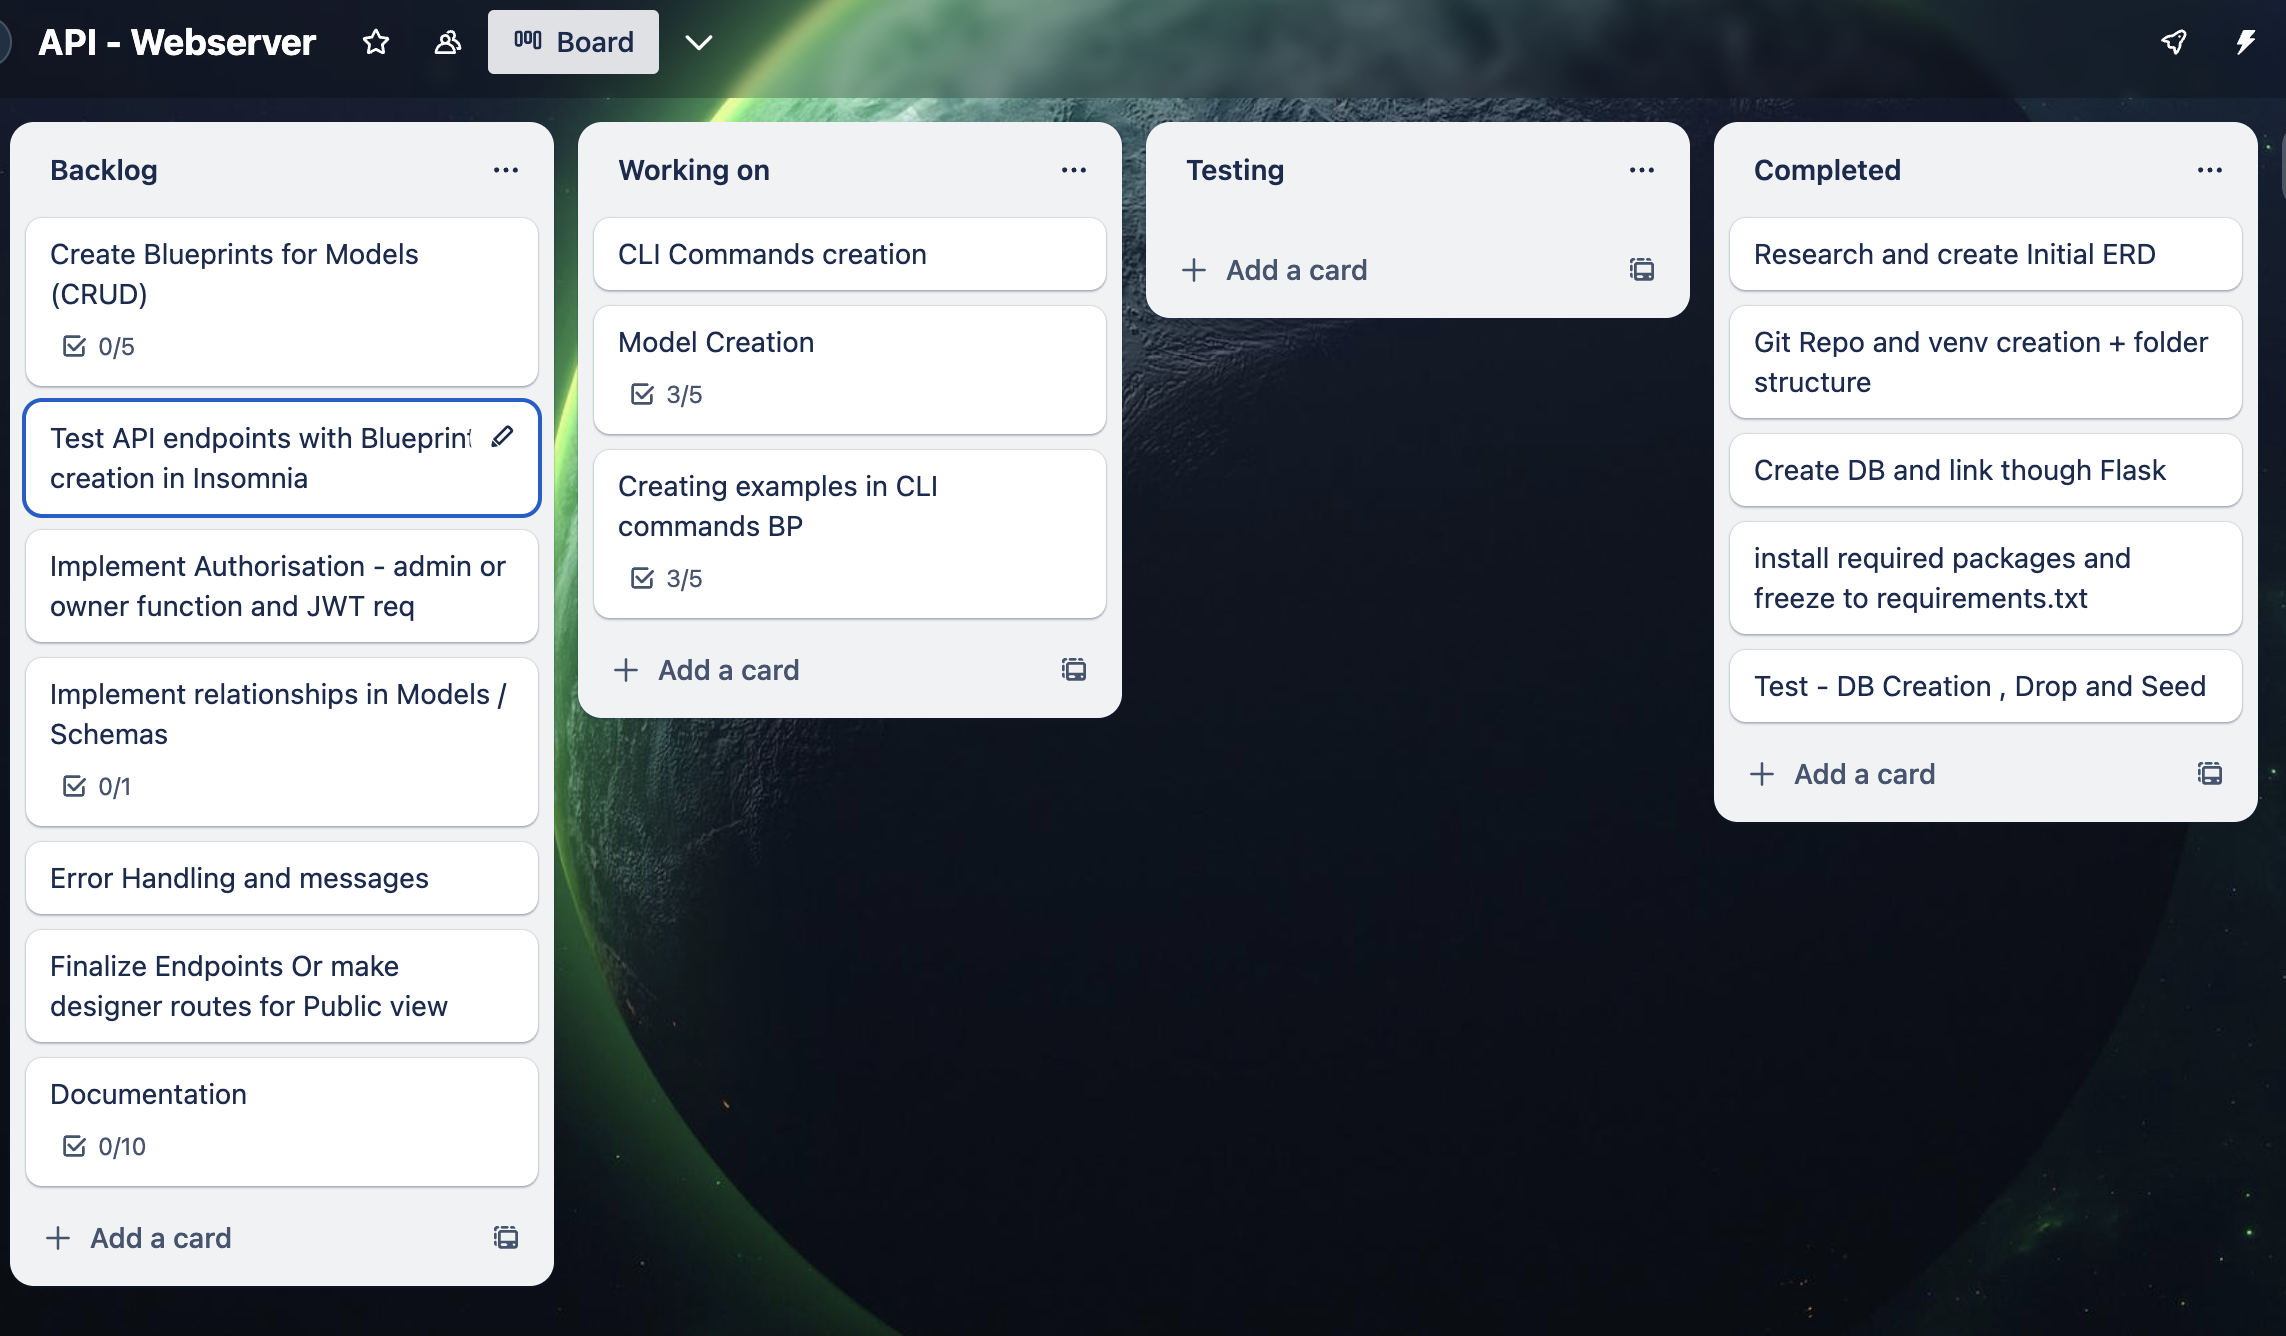 API - Webserver
Board
Backlog
Create Blueprints for Models
(CRUD)
0/5
Test API endpoints with Blueprint
creation in Insomnia
Implement Authorisation - admin or
owner function and JWT req
Implement relationships in Models /
Schemas
0/1
Error Handling and messages
Finalize Endpoints Or make
designer routes for Public view
Documentation
0/10
Add a card
Working on
CLI Commands creation
Model Creation
3/5
Creating examples in CLI
commands BP
3/5
Add a card
Testing
Add a card
Completed
Research and create Initial ERD
Git Repo and venv creation + folder
structure
Create DB and link though Flask
install required packages and
freeze to requirements.txt
Test - DB Creation , Drop and Seed
Add a card